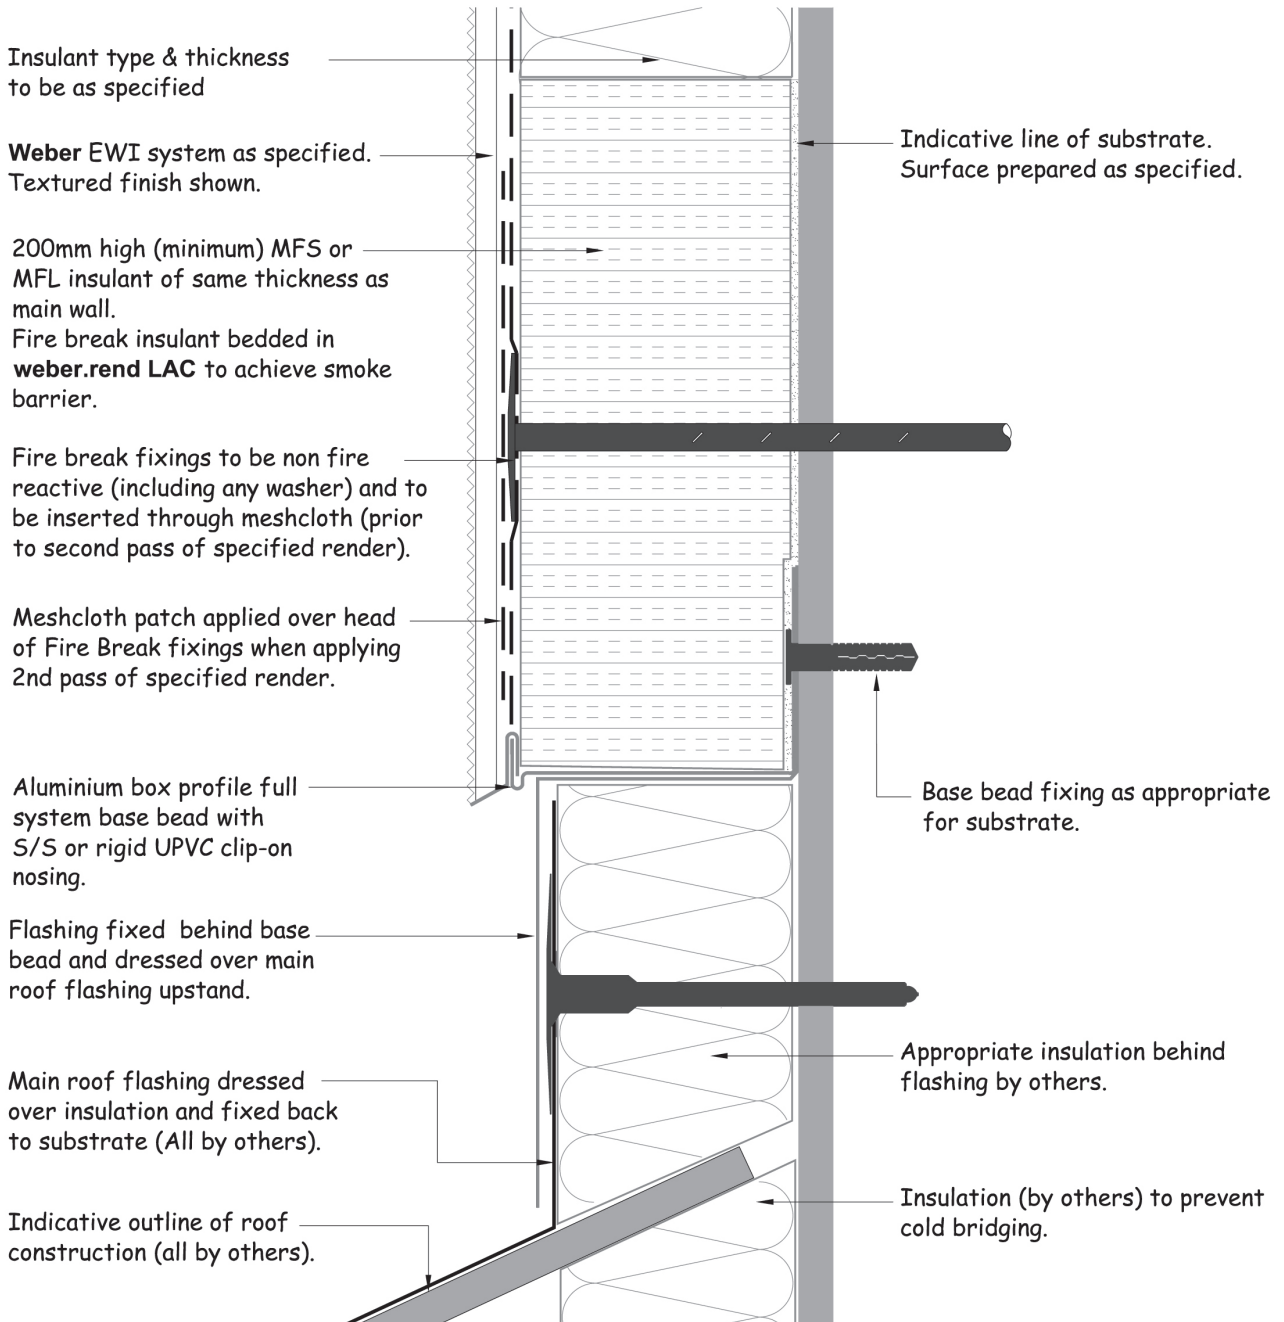 Insulant type & thickness
to be as specified
Weber EWI system as specified.
Textured finish shown.
200mm high (minimum) MFS or
MFL insulant of same thickness as
main wall.
Fire break insulant bedded in
weber.rend LAC to achieve smoke
barrier.
Fire break fixings to be non fire
reactive (including any washer) and to
be inserted through meshcloth (prior
to second pass of specified render).
Meshcloth patch applied over head
of Fire Break fixings when applying
2nd pass of specified render.
Aluminium box profile full
system base bead with
S/S or rigid UPVC clip-on
nosing.
Flashing fixed behind base
bead and dressed over main
roof flashing upstand.
Main roof flashing dressed
over insulation and fixed back
to substrate (All by others).
Indicative outline of roof
construction (all by others).
Indicative line of substrate.
Surface prepared as specified.
Base bead fixing as appropriate
for substrate.
Appropriate insulation behind
flashing by others.
Insulation (by others) to prevent
cold bridging.